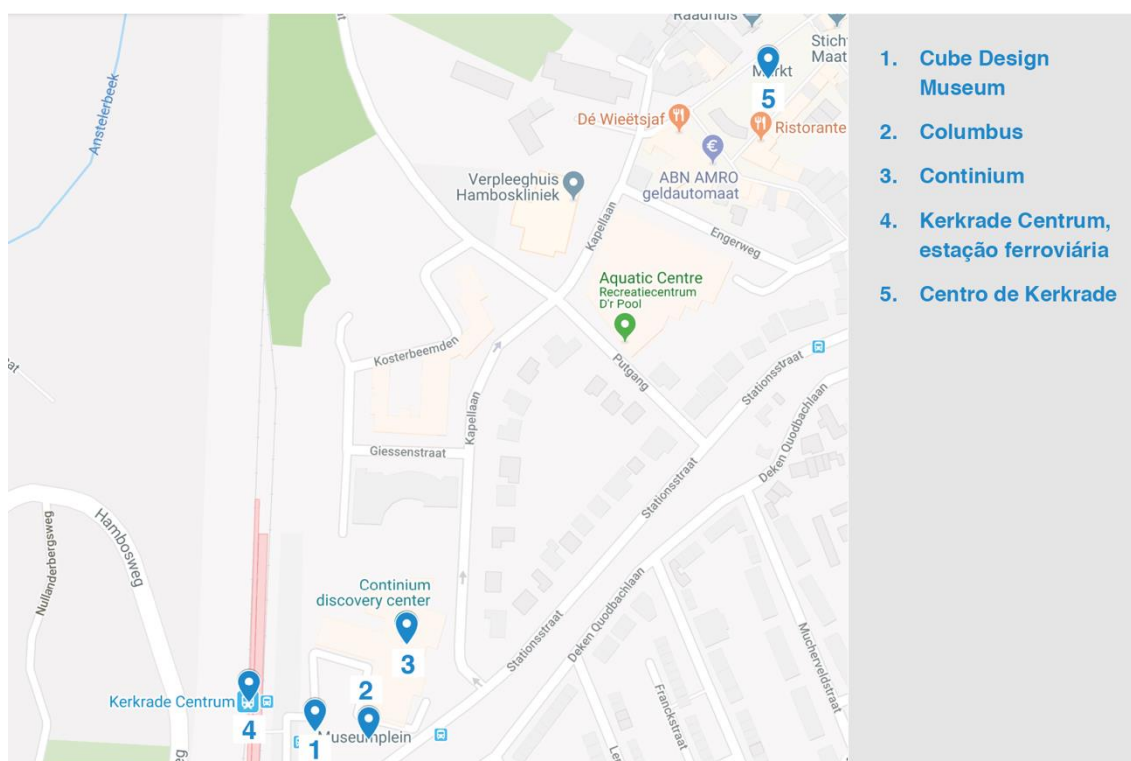 Raadhuis
Stich
Maat
Markt
5
Dé Wieëtsjaf
Ristorante
ABN AMRO
geldautomaat
Verpleeghuis
Hamboskliniek
Anstelerbeek
Kapellaan
Engerweg
Aquatic Centre
Recreatiecentrum
D'r Pool
Putgang
Kosterbeemden
Stationsstraat
Deken Quodbachlaan
Kapellaan
Giessenstraat
Stationsstraat
Hambosweg
Nullanderbergsweg
Continium
discovery center
3
Stationsstraat
Deken Quodbachlaan
Mucherveldstraat
Franckstraat
2
Kerkrade Centrum
4
Museumplein
1
1. Cube Design
Museum
2. Columbus
3. Continium
4. Kerkrade Centrum,
estação ferroviária
5. Centro de Kerkrade